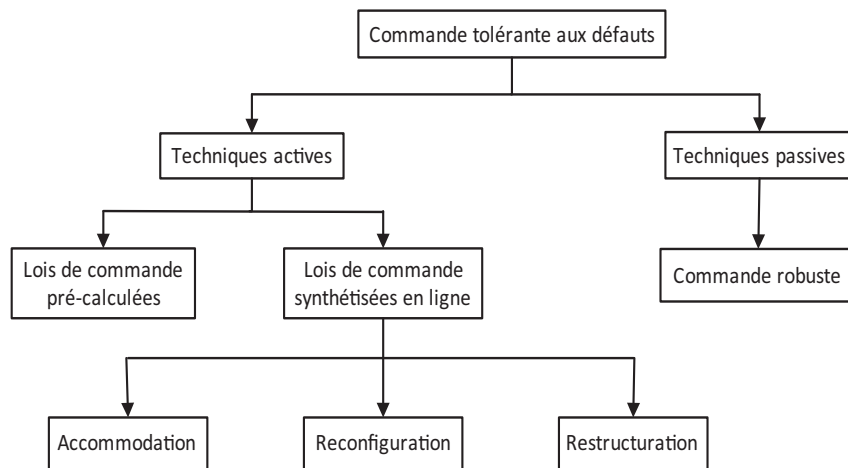 Commande tolérante aux défauts
Techniques actives
Techniques passives
Lois de commande
pré-calculées
Lois de commande
synthétisées en ligne
Commande robuste
Accommodation
Reconfiguration
Restructuration